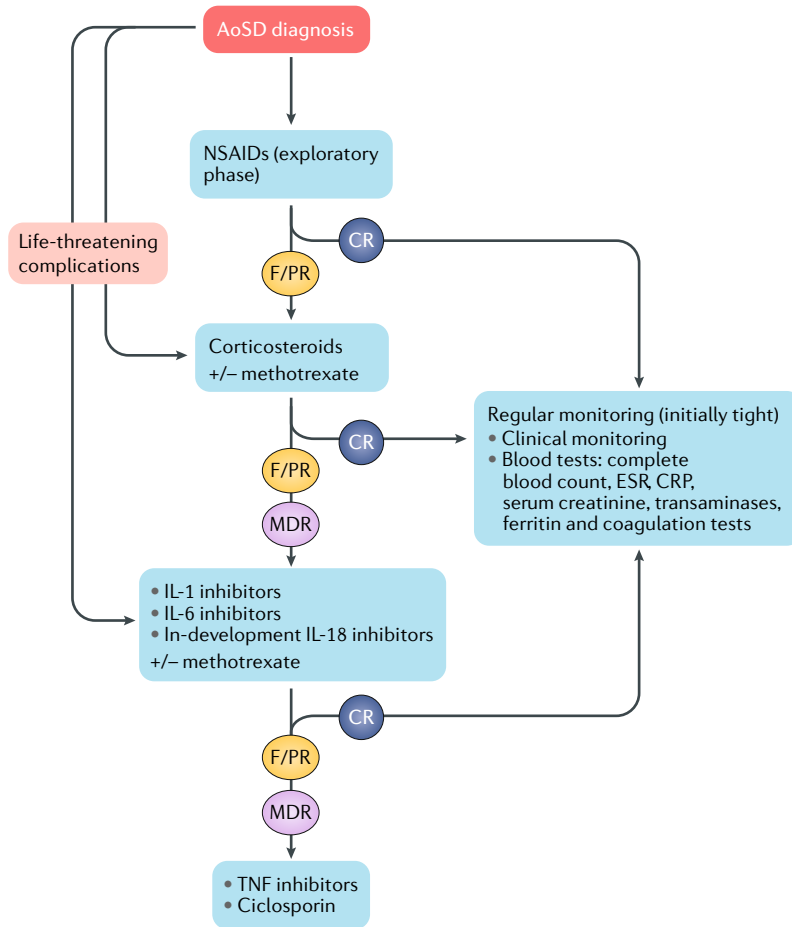 AoSD diagnosis
NSAIDs (exploratory
phase)
CR
Life-threatening
complications
F/PR
Corticosteroids
+/– methotrexate
CR
F/PR
MDR
Regular monitoring (initially tight)
• Clinical monitoring
• Blood tests: complete
blood count, ESR, CRP,
serum creatinine, transaminases,
ferritin and coagulation tests
• IL-1 inhibitors
• IL-6 inhibitors
• In-development IL-18 inhibitors
+/– methotrexate
CR
F/PR
MDR
• TNF inhibitors
• Ciclosporin